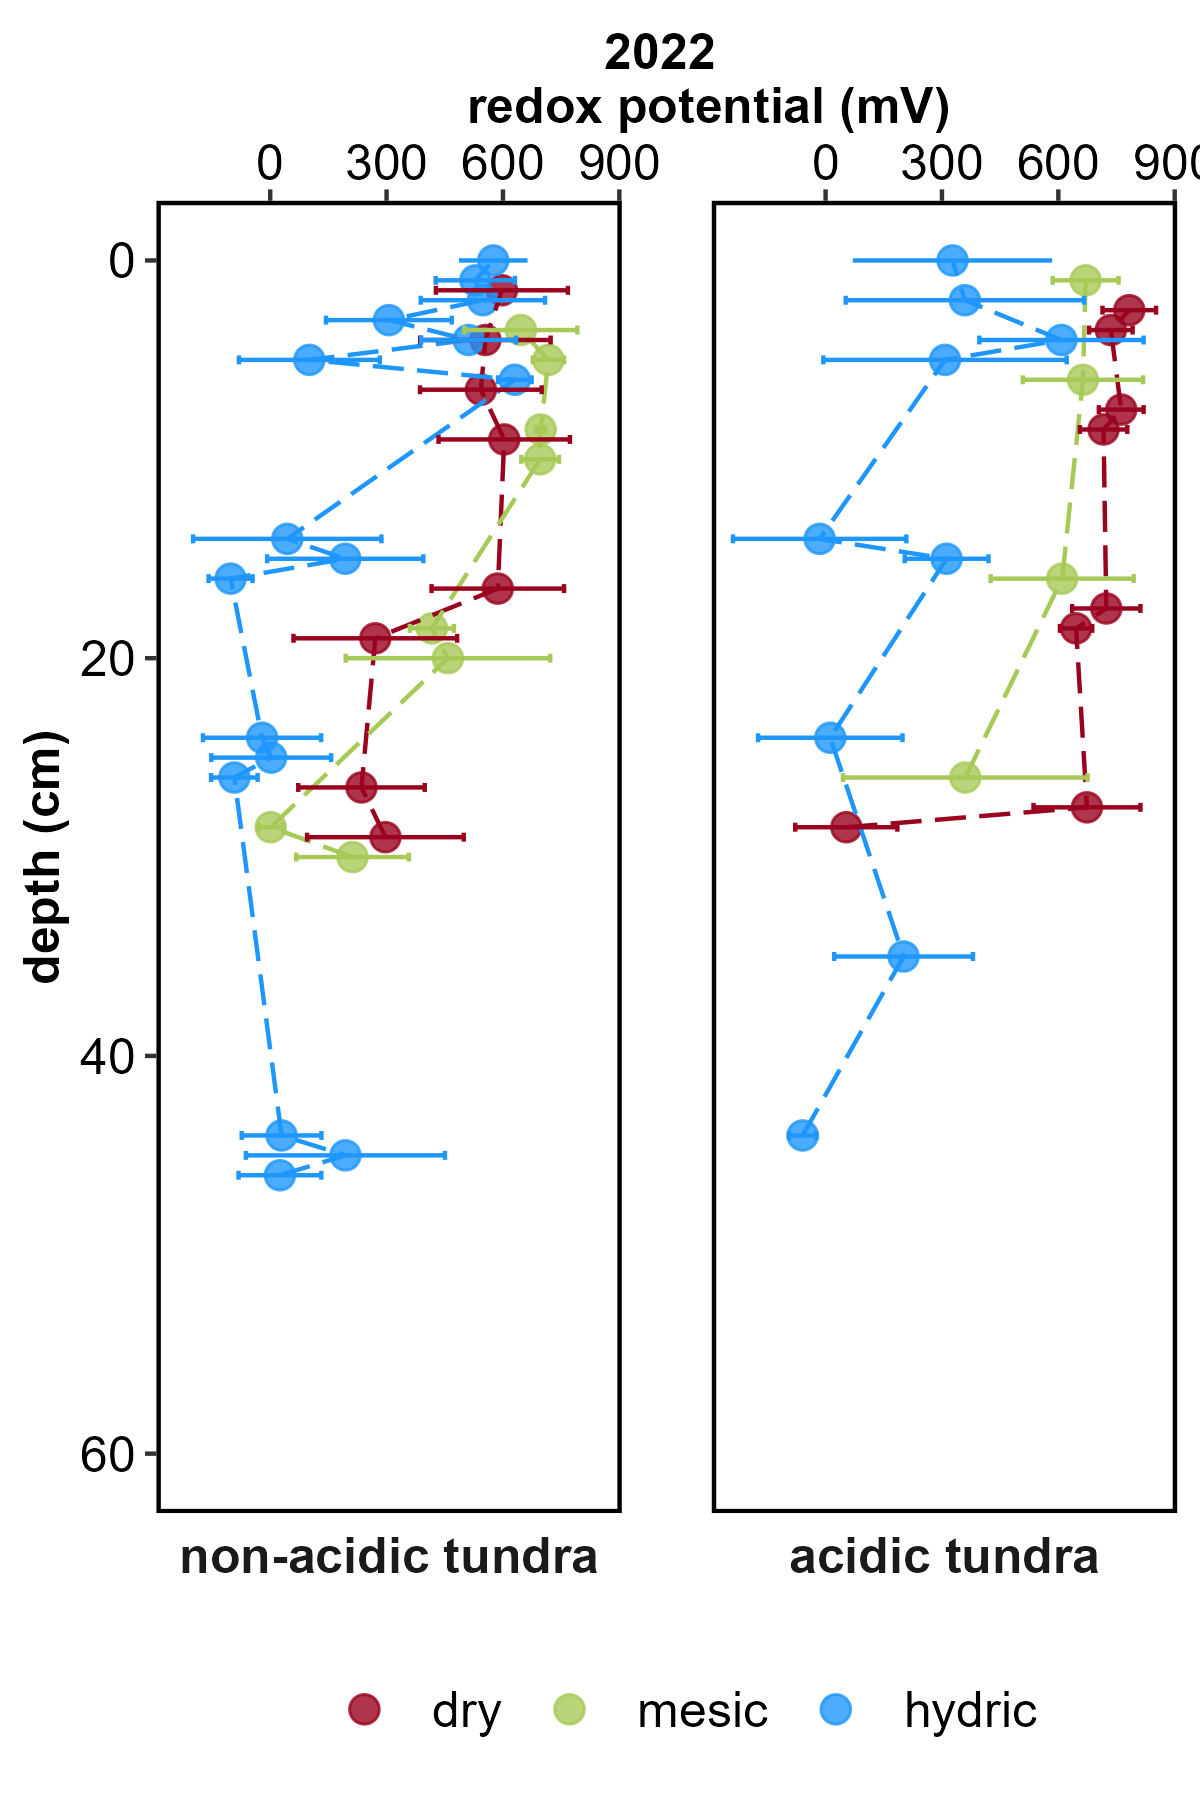 2022
redox potential (mV)
0 300 600 900 0 300 600 900
0
20
40
60
depth (cm)
non-acidic tundra acidic tundra
dry mesic hydric